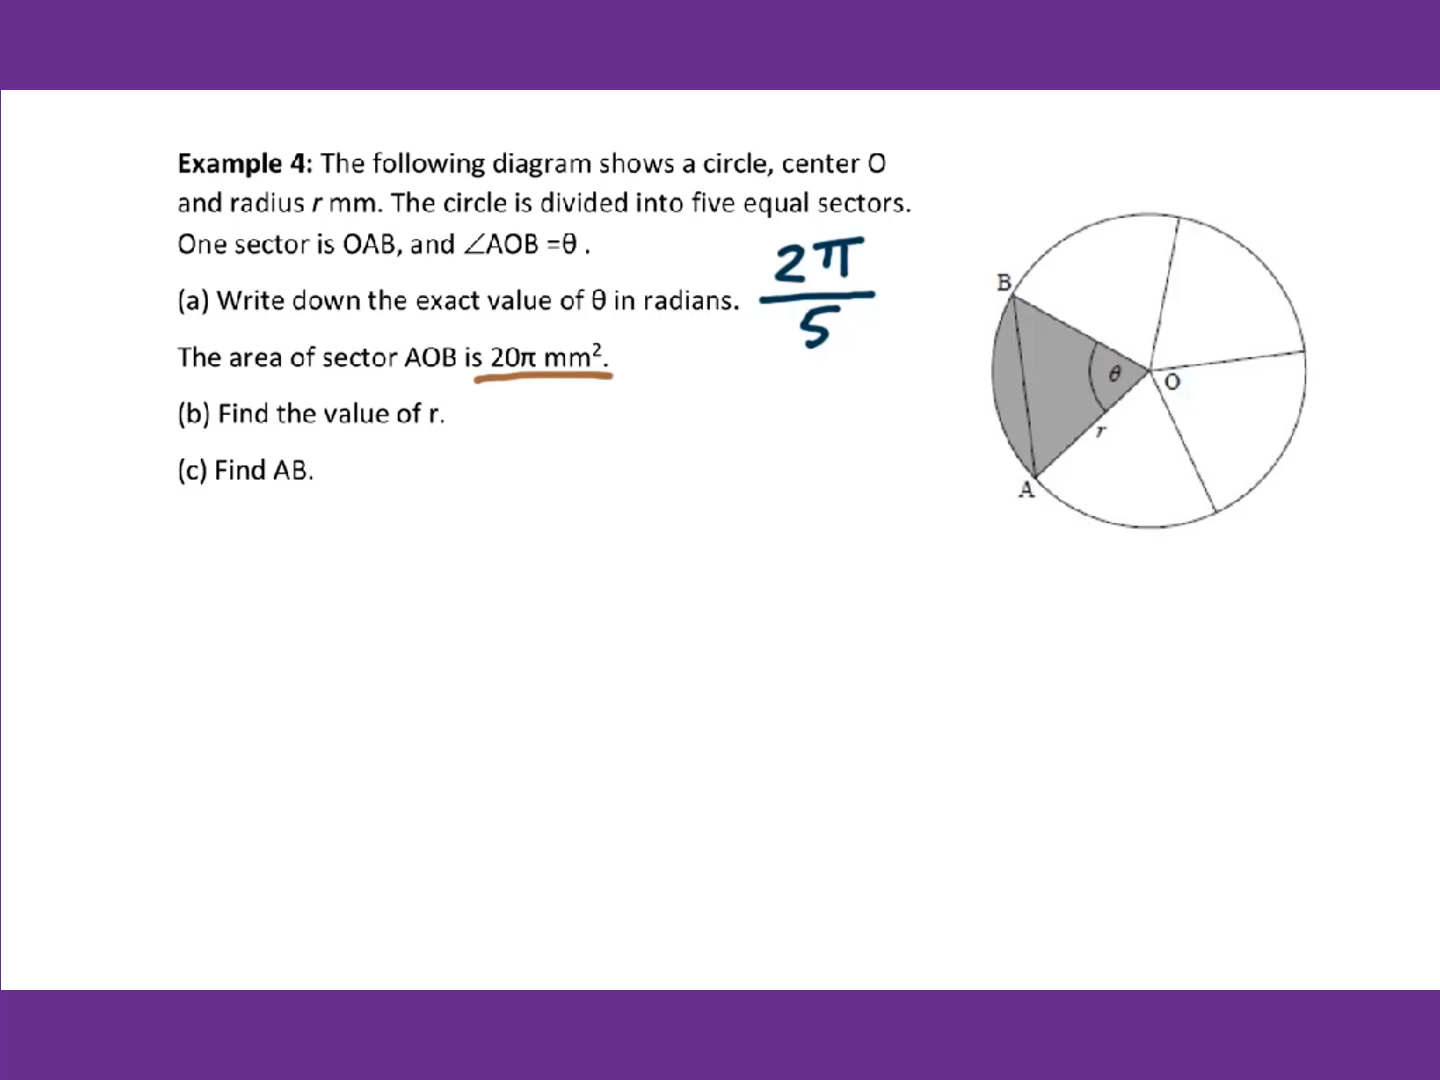 Example 4: The following diagram shows a circle, center O
and radius r mm. The circle is divided into five equal sectors.
One sector is OAB, and ∠AOB =θ .
(a) Write down the exact value of θ in radians.
2π
5
The area of sector AOB is 20π mm².
(b) Find the value of r.
(c) Find AB.
B
θ
O
r
A